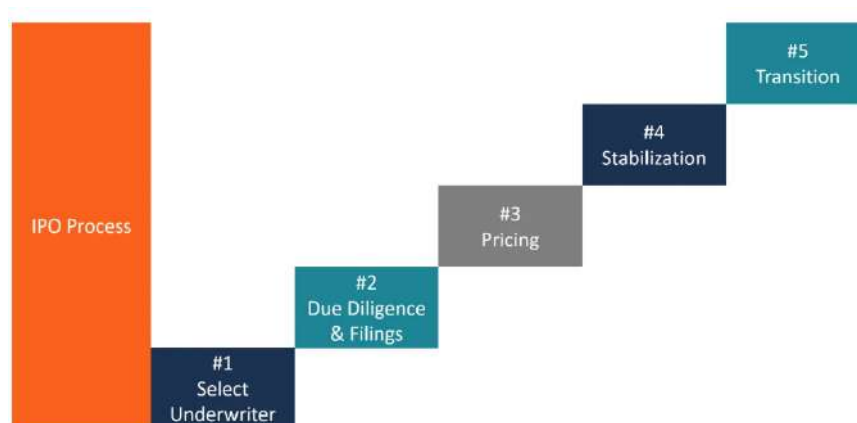 #5
Transition
#4
Stabilization
#3
Pricing
IPO Process
#2
Due Diligence
& Filings
#1
Select
Underwriter